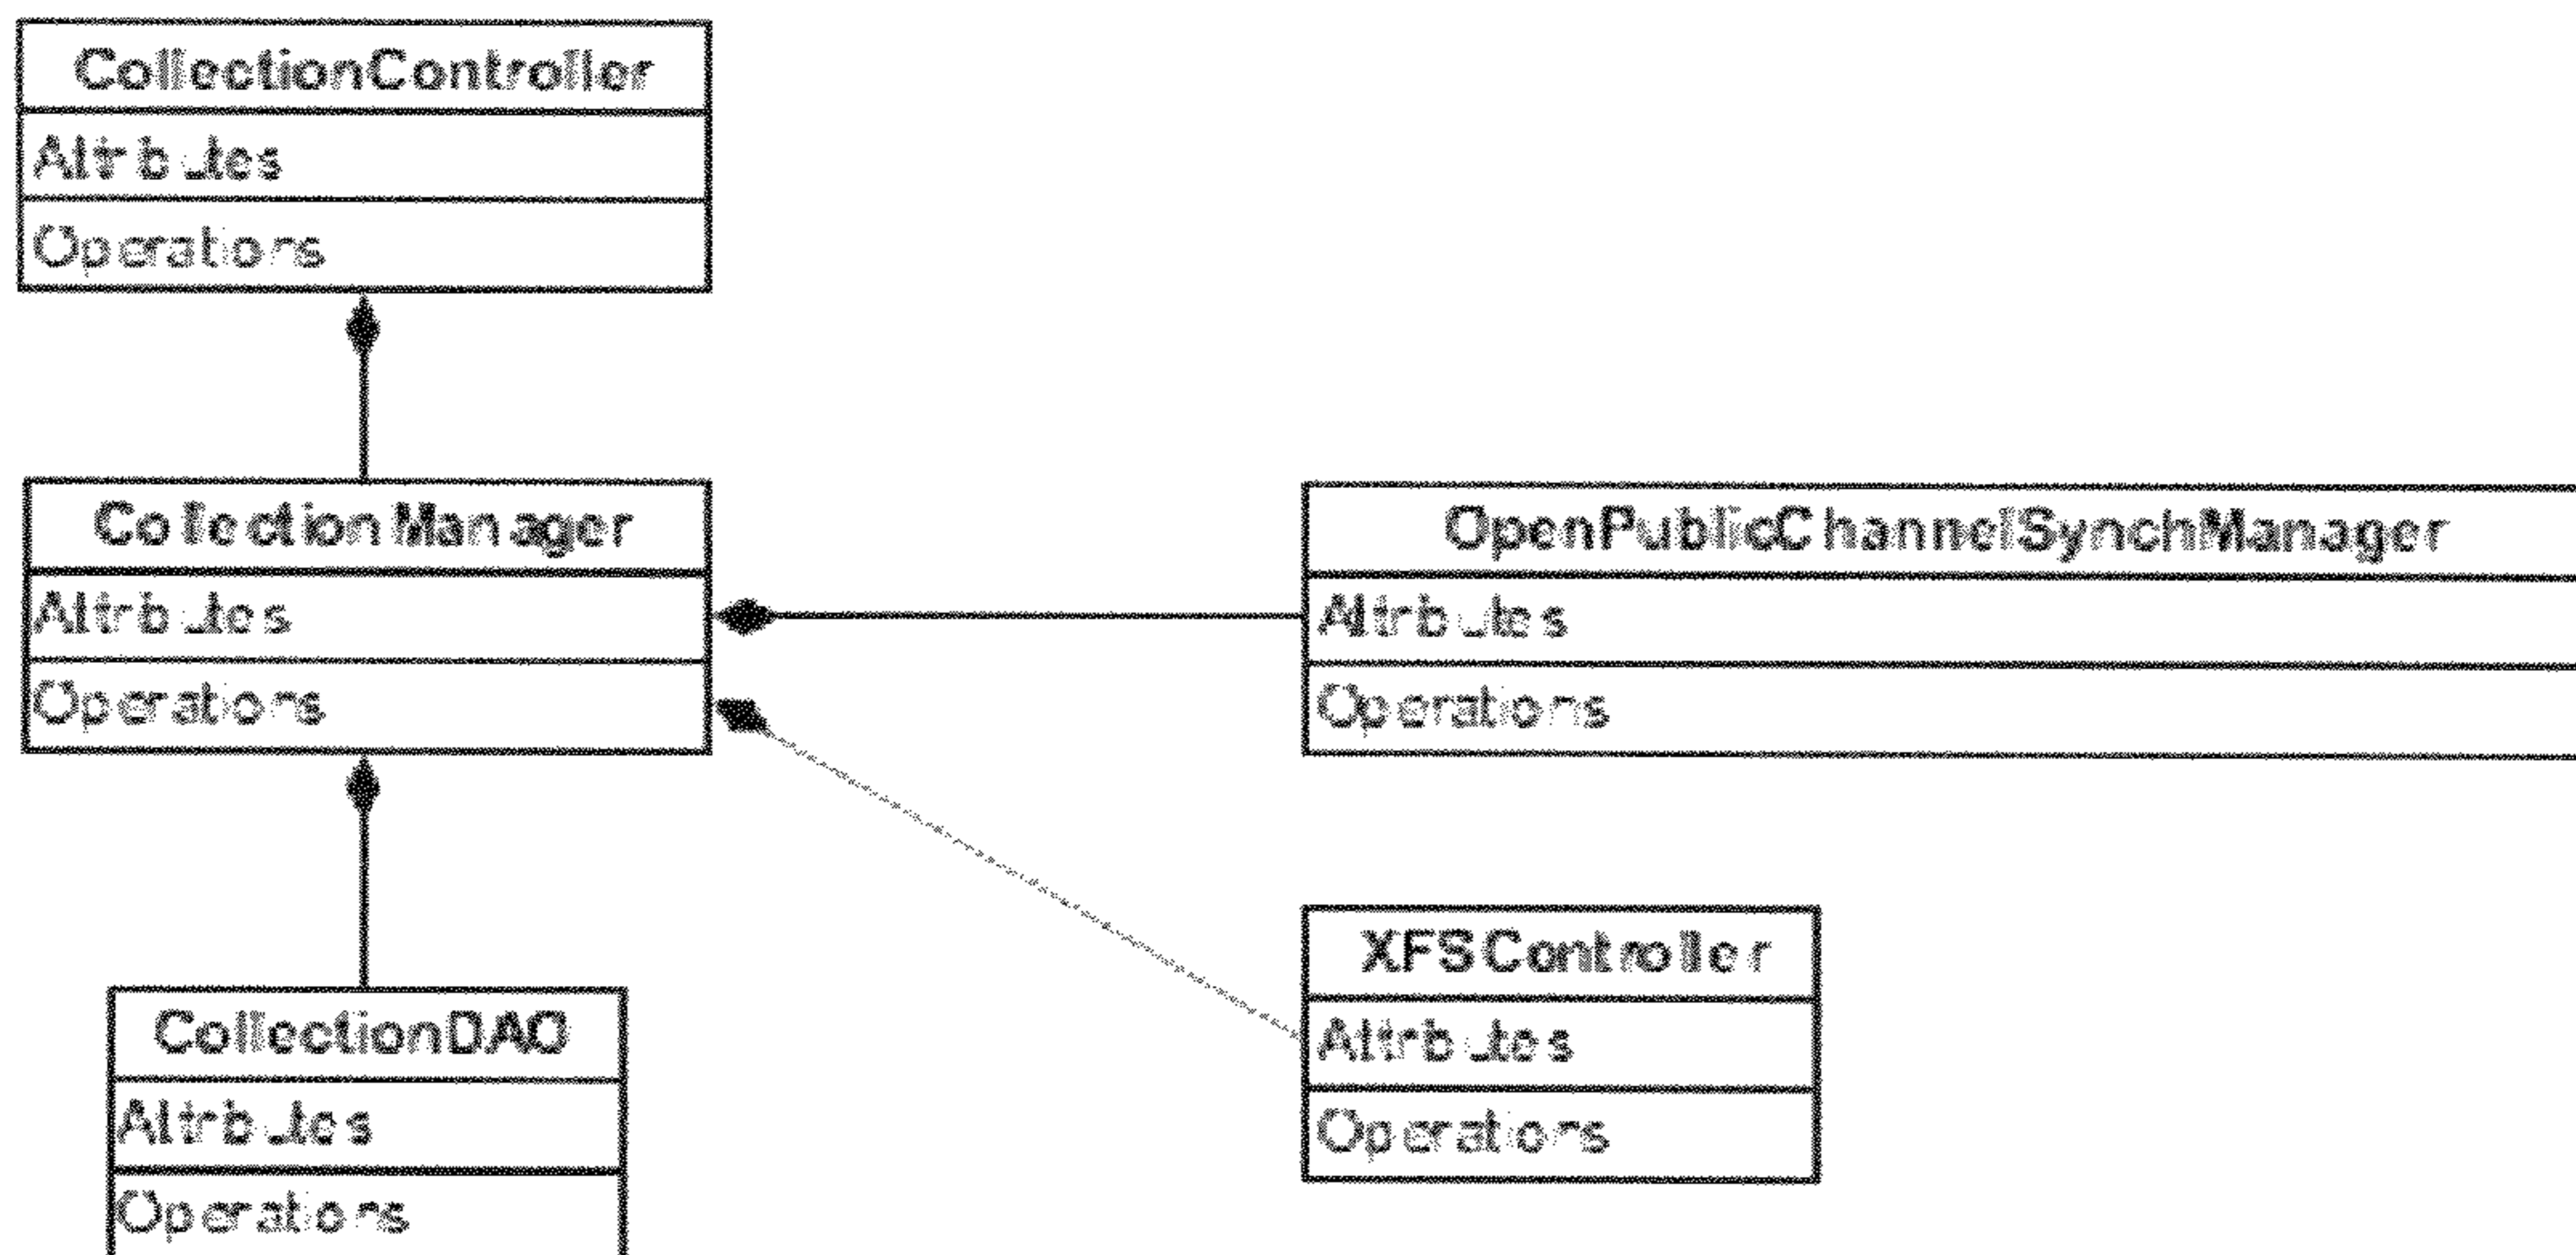 CollectionController
Attributes
Operations
CollectionManager
Attributes
Operations
OpenPublicChannelSynchManager
Attributes
Operations
XFSController
Attributes
Operations
CollectionDAO
Attributes
Operations